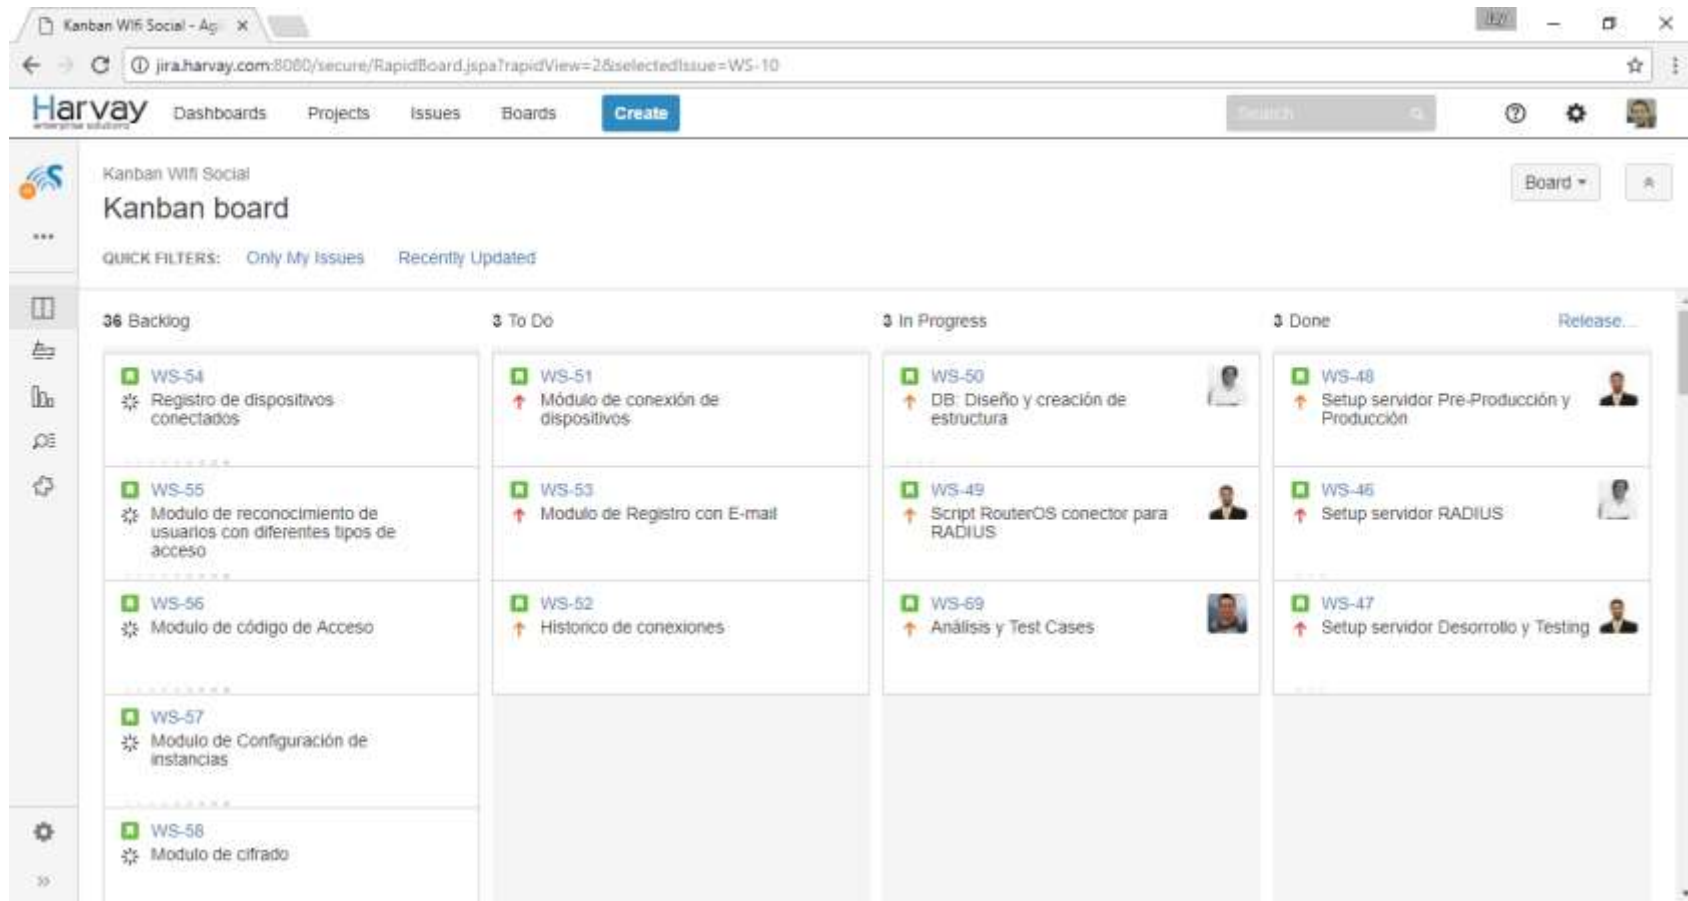 Kanban Wifi Social - Ag
jira.harvay.com:8080/secure/RapidBoard.jspa?rapidView=2&selectedIssue=WS-10
Harvay
enterprise solutions
Dashboards Projects Issues Boards Create Search
Kanban Wifi Social
Board
Kanban board
QUICK FILTERS: Only My Issues Recently Updated
36 Backlog
3 To Do
3 In Progress
3 Done
Release...
WS-54
Registro de dispositivos
conectados
WS-55
Modulo de reconocimiento de
usuarios con diferentes tipos de
acceso
WS-56
Modulo de código de Acceso
WS-57
Modulo de Configuración de
instancias
WS-58
Modulo de cifrado
WS-51
Módulo de conexión de
dispositivos
WS-53
Modulo de Registro con E-mail
WS-52
Historico de conexiones
WS-50
DB: Diseño y creación de
estructura
WS-49
Script RouterOS conector para
RADIUS
WS-69
Análisis y Test Cases
WS-48
Setup servidor Pre-Producción y
Producción
WS-46
Setup servidor RADIUS
WS-47
Setup servidor Desorrollo y Testing